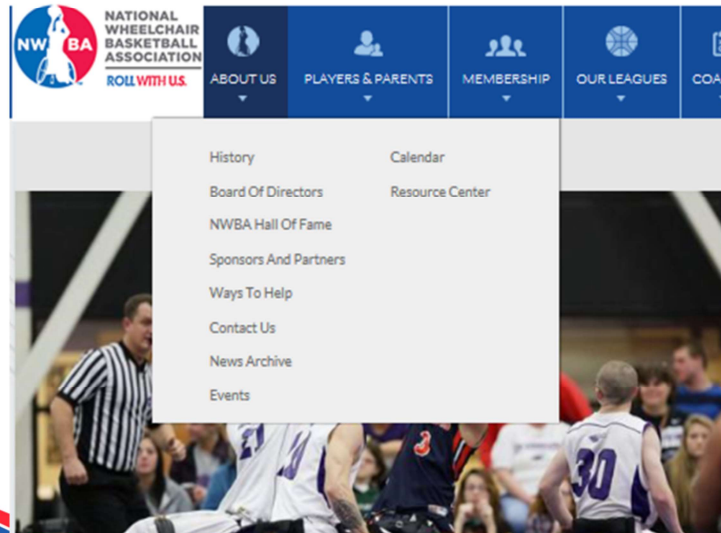 NWBA
NATIONAL
WHEELCHAIR
BASKETBALL
ASSOCIATION
ROLL WITH US.
ABOUT US
PLAYERS & PARENTS
MEMBERSHIP
OUR LEAGUES
History
Calendar
Board Of Directors
Resource Center
NWBA Hall Of Fame
Sponsors And Partners
Ways To Help
Contact Us
News Archive
Events
21
3
30